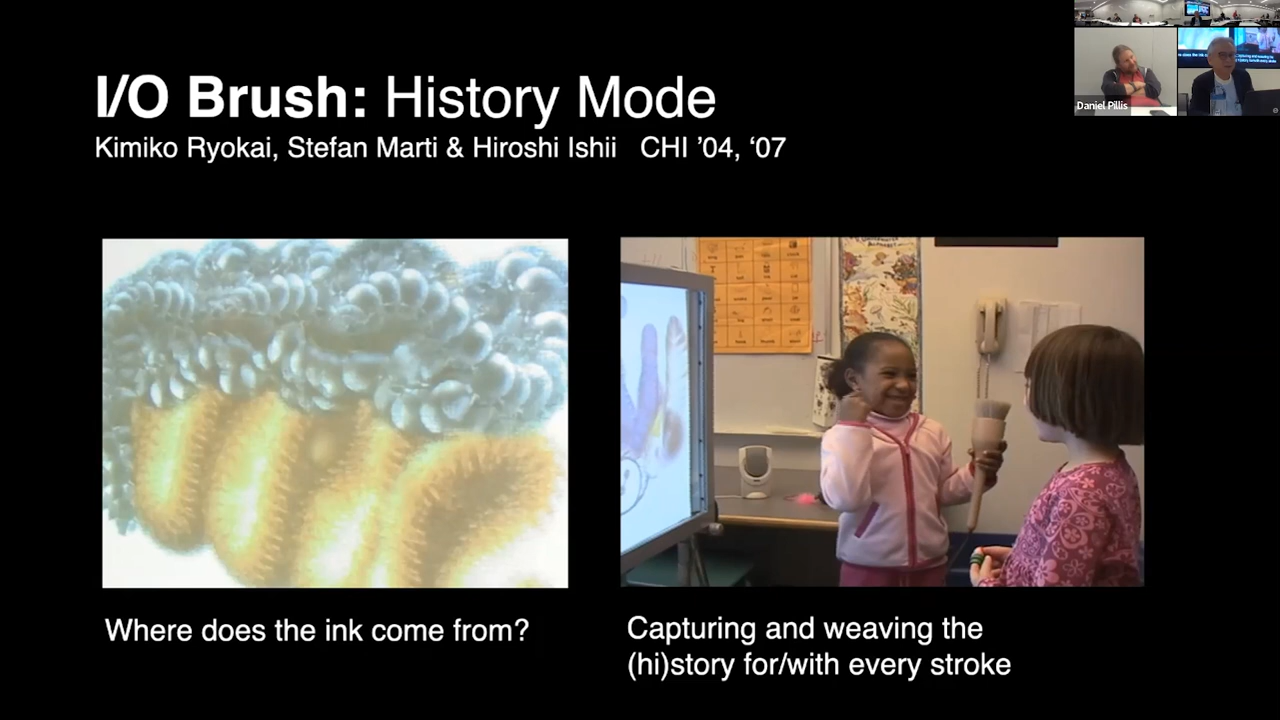 I/O Brush: History Mode
Kimiko Ryokai, Stefan Marti & Hiroshi Ishii CHI ’04, ‘07
Daniel Pillis
Where does the ink come from?
Capturing and weaving the
(hi)story for/with every stroke